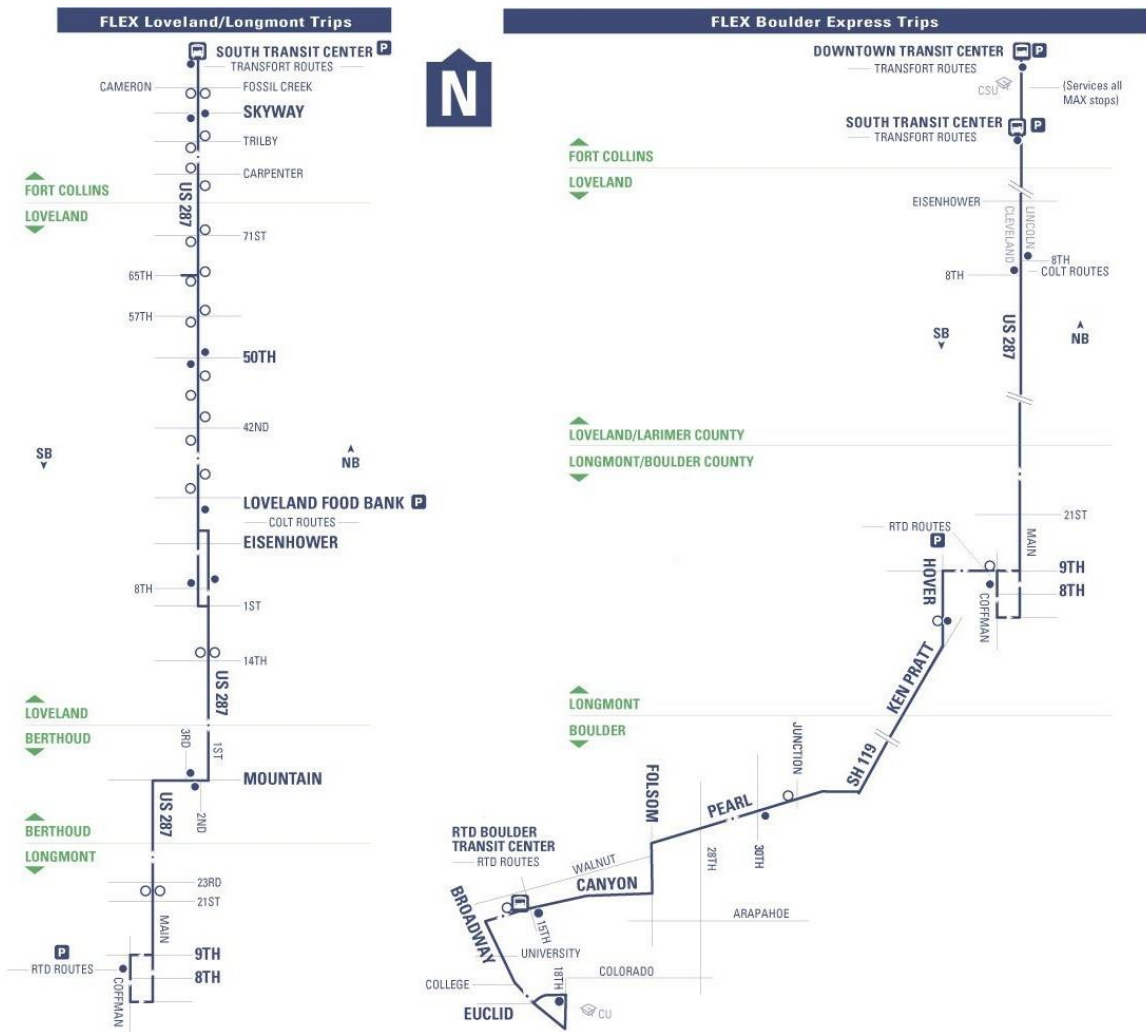 FLEX Loveland/Longmont Trips
SOUTH TRANSIT CENTER P
TRANSFORT ROUTES
CAMERON
FOSSIL CREEK
SKYWAY
TRILBY
CARPENTER
FORT COLLINS
US 287
LOVELAND
71ST
65TH
57TH
50TH
42ND
SB
NB
LOVELAND FOOD BANK P
COLT ROUTES
EISENHOWER
8TH
1ST
14TH
US 287
LOVELAND
BERTHOUD
3RD
1ST
MOUNTAIN
US 287
2ND
BERTHOUD
LONGMONT
23RD
21ST
MAIN
P
9TH
RTD ROUTES
8TH
COFFMAN
N
FLEX Boulder Express Trips
DOWNTOWN TRANSIT CENTER P
TRANSFORT ROUTES
CSU
(Services all
MAX stops)
SOUTH TRANSIT CENTER P
TRANSFORT ROUTES
FORT COLLINS
LOVELAND
EISENHOWER
CLEVELAND
LINCOLN
8TH
8TH
COLT ROUTES
US 287
SB
NB
LOVELAND/LARIMER COUNTY
LONGMONT/BOULDER COUNTY
21ST
RTD ROUTES
P
MAIN
HOVER
9TH
8TH
COFFMAN
KEN PRATT
LONGMONT
BOULDER
JUNCTION
SH 119
FOLSOM
PEARL
RTD BOULDER
TRANSIT CENTER
RTD ROUTES
WALNUT
28TH
30TH
CANYON
BROADWAY
15TH
ARAPAHOE
UNIVERSITY
18TH
COLORADO
COLLEGE
EUCLID
CU